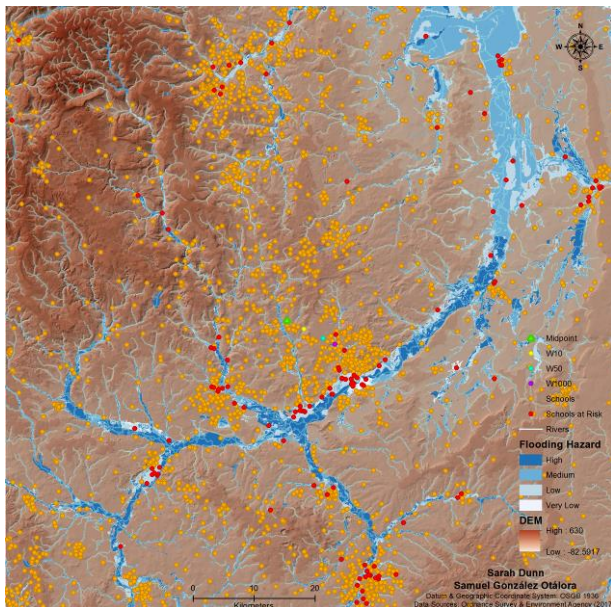 N
W E
S
Midpoint
W10
W50
W1000
Schools
Schools at Risk
Rivers
Flooding Hazard
High
Medium
Low
Very Low
DEM
High : 630
Low : -82.5917
Sarah Dunn
Samuel González Otálora
0 10 20
Kilometers
Datum & Geographic Coordinate System: OSGB 1936
Data Sources: Ordnance Survey & Environment Agency